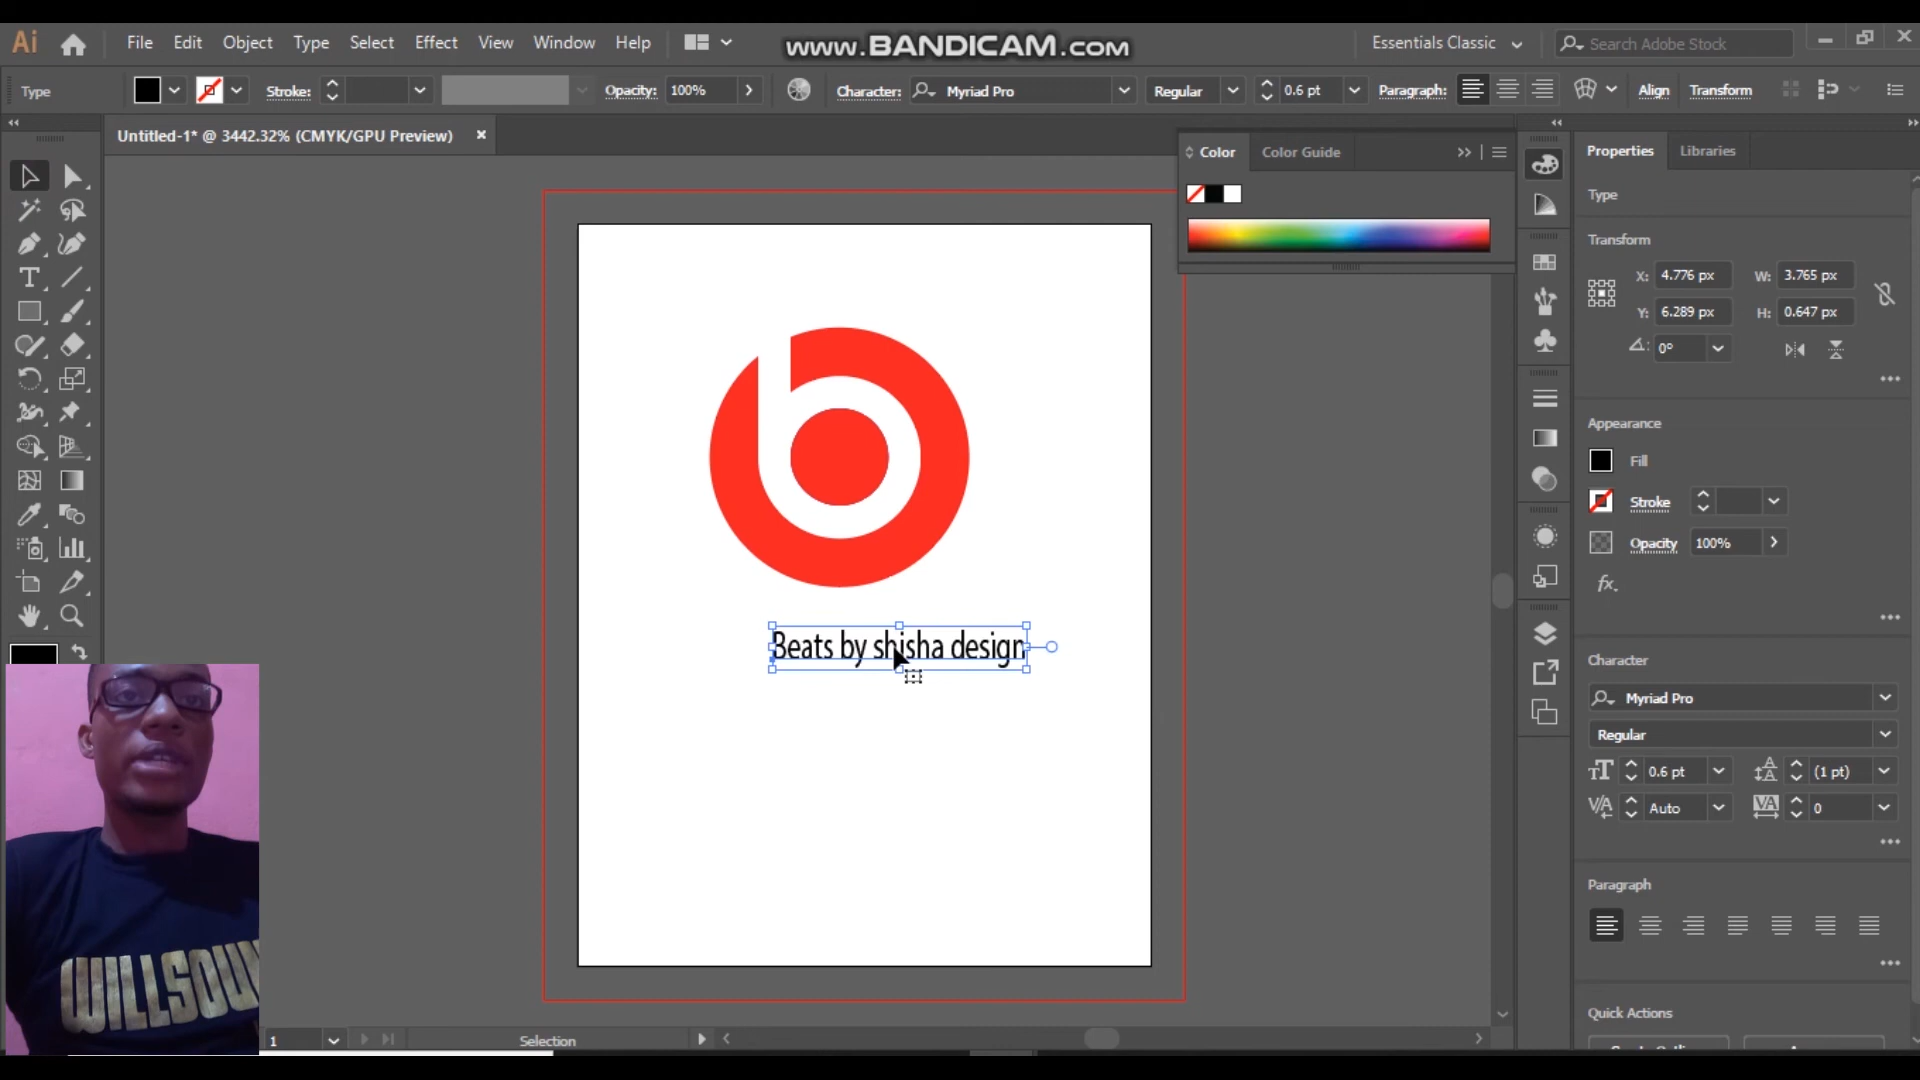 www.BANDICAM.com
Ai File Edit Object Type Select Effect View Window Help Essentials Classic Search Adobe Stock
Type Stroke: Opacity: 100% Character: Myriad Pro Regular 0.6 pt Paragraph: Align Transform
Untitled-1* @ 3442.32% (CMYK/GPU Preview) ×
Color Color Guide
Properties Libraries
Type
Transform
X: 4.776 px W: 3.765 px
Y: 6.289 px H: 0.647 px
0°
Appearance
Fill
Stroke
Opacity 100%
fx.
Beats by shisha design
Character
Myriad Pro
Regular
0.6 pt (1 pt)
Auto 0
Paragraph
Quick Actions
WILLSOU
1 Selection